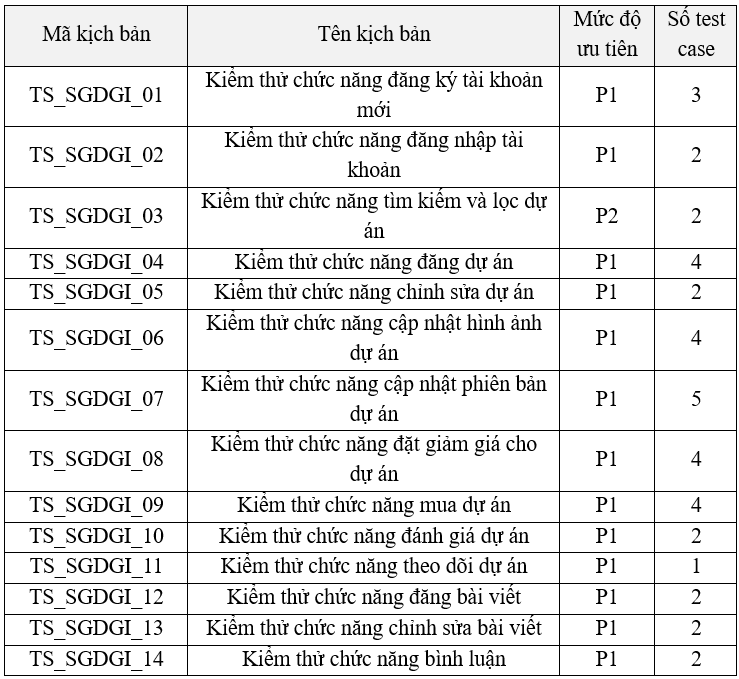 Mã kịch bản Tên kịch bản Mức độ ưu tiên Số test case
TS_SGDGI_01 Kiểm thử chức năng đăng ký tài khoản mới P1 3
TS_SGDGI_02 Kiểm thử chức năng đăng nhập tài khoản P1 2
TS_SGDGI_03 Kiểm thử chức năng tìm kiếm và lọc dự án P2 2
TS_SGDGI_04 Kiểm thử chức năng đăng dự án P1 4
TS_SGDGI_05 Kiểm thử chức năng chỉnh sửa dự án P1 2
TS_SGDGI_06 Kiểm thử chức năng cập nhật hình ảnh dự án P1 4
TS_SGDGI_07 Kiểm thử chức năng cập nhật phiên bản dự án P1 5
TS_SGDGI_08 Kiểm thử chức năng đặt giảm giá cho dự án P1 4
TS_SGDGI_09 Kiểm thử chức năng mua dự án P1 4
TS_SGDGI_10 Kiểm thử chức năng đánh giá dự án P1 2
TS_SGDGI_11 Kiểm thử chức năng theo dõi dự án P1 1
TS_SGDGI_12 Kiểm thử chức năng đăng bài viết P1 2
TS_SGDGI_13 Kiểm thử chức năng chỉnh sửa bài viết P1 2
TS_SGDGI_14 Kiểm thử chức năng bình luận P1 2